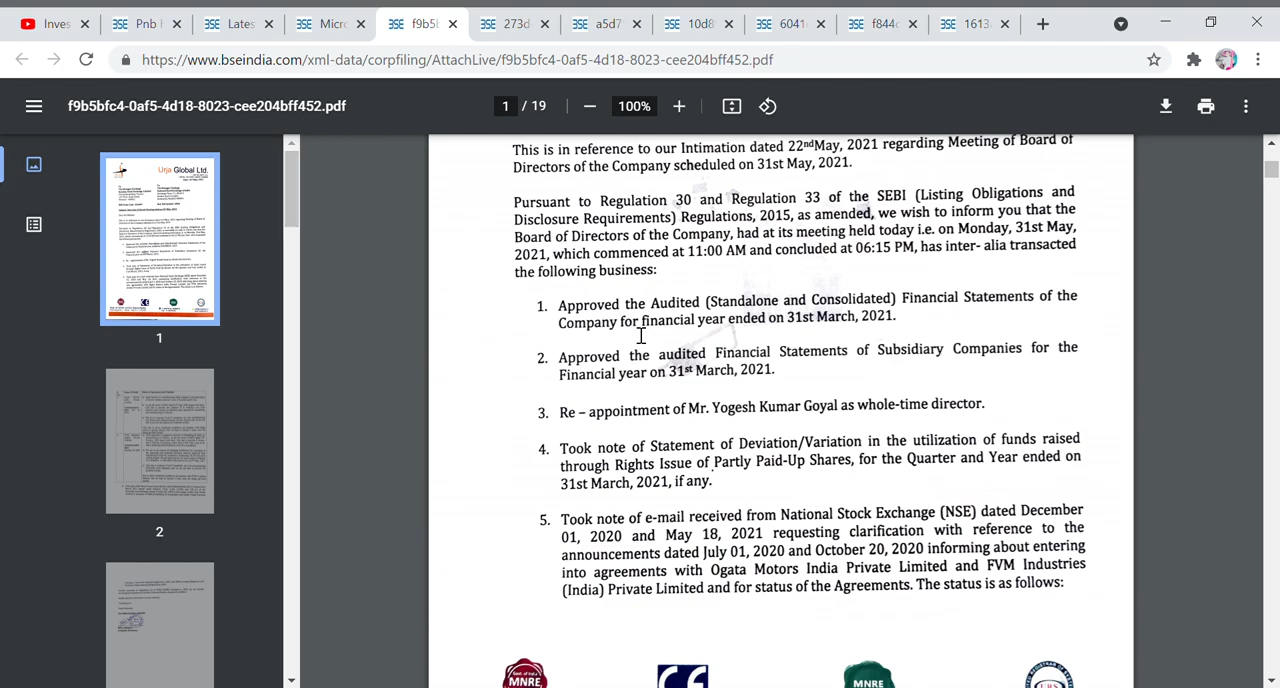 Inves
Pnb
Lates
Micro
f9b5b
273d
a5d7
10d8
6041
f844c
1613
https://www.bseindia.com/xml-data/corpfiling/AttachLive/f9b5bfc4-0af5-4d18-8023-cee204bff452.pdf
f9b5bfc4-0af5-4d18-8023-cee204bff452.pdf
1 / 19
100%
Urja Global Ltd.
1
2
This is in reference to our Intimation dated 22ndMay, 2021 regarding Meeting of Board of
Directors of the Company scheduled on 31st May, 2021.
Pursuant to Regulation 30 and Regulation 33 of the SEBI (Listing Obligations and
Disclosure Requirements) Regulations, 2015, as amended, we wish to inform you that the
Board of Directors of the Company, had at its meeting held today i.e. on Monday, 31st May,
2021, which commenced at 11:00 AM and concluded at 06:15 PM, has inter- alia transacted
the following business:
1. Approved the Audited (Standalone and Consolidated) Financial Statements of the
Company for financial year ended on 31st March, 2021.
2. Approved the audited Financial Statements of Subsidiary Companies for the
Financial year on 31st March, 2021.
3. Re – appointment of Mr. Yogesh Kumar Goyal as whole-time director.
4. Took note of Statement of Deviation/Variation in the utilization of funds raised
through Rights Issue of Partly Paid-Up Shares, for the Quarter and Year ended on
31st March, 2021, if any.
5. Took note of e-mail received from National Stock Exchange (NSE) dated December
01, 2020 and May 18, 2021 requesting clarification with reference to the
announcements dated July 01, 2020 and October 20, 2020 informing about entering
into agreements with Ogata Motors India Private Limited and FVM Industries
(India) Private Limited and for status of the Agreements. The status is as follows:
MNRE
MNRE